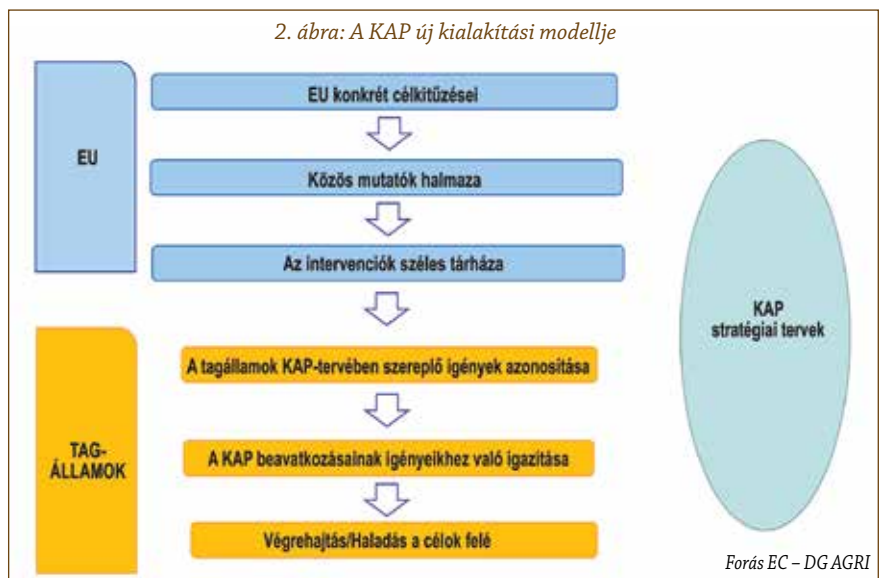 2. ábra: A KAP új kialakítási modellje
EU
EU konkrét célkitűzései
Közös mutatók halmaza
Az intervenciók széles tárháza
TAG-
ÁLLAMOK
A tagállamok KAP-tervében szereplő igények azonosítása
A KAP beavatkozásainak igényeikhez való igazítása
Végrehajtás/Haladás a célok felé
KAP
stratégiai tervek
Forás EC – DG AGRI